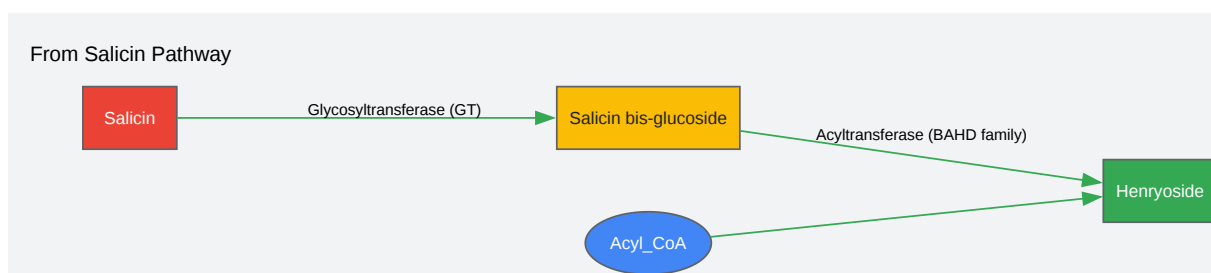 From Salicin Pathway
Salicin
Glycosyltransferase (GT)
Salicin bis-glucoside
Acyltransferase (BAHD family)
Henryoside
Acyl_CoA